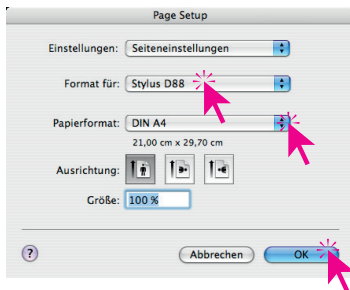 Page Setup
Einstellungen: Seiteneinstellungen
Format für: Stylus D88
Papierformat: DIN A4
21,00 cm x 29,70 cm
Ausrichtung:
Größe: 100 %
? Abbrechen OK